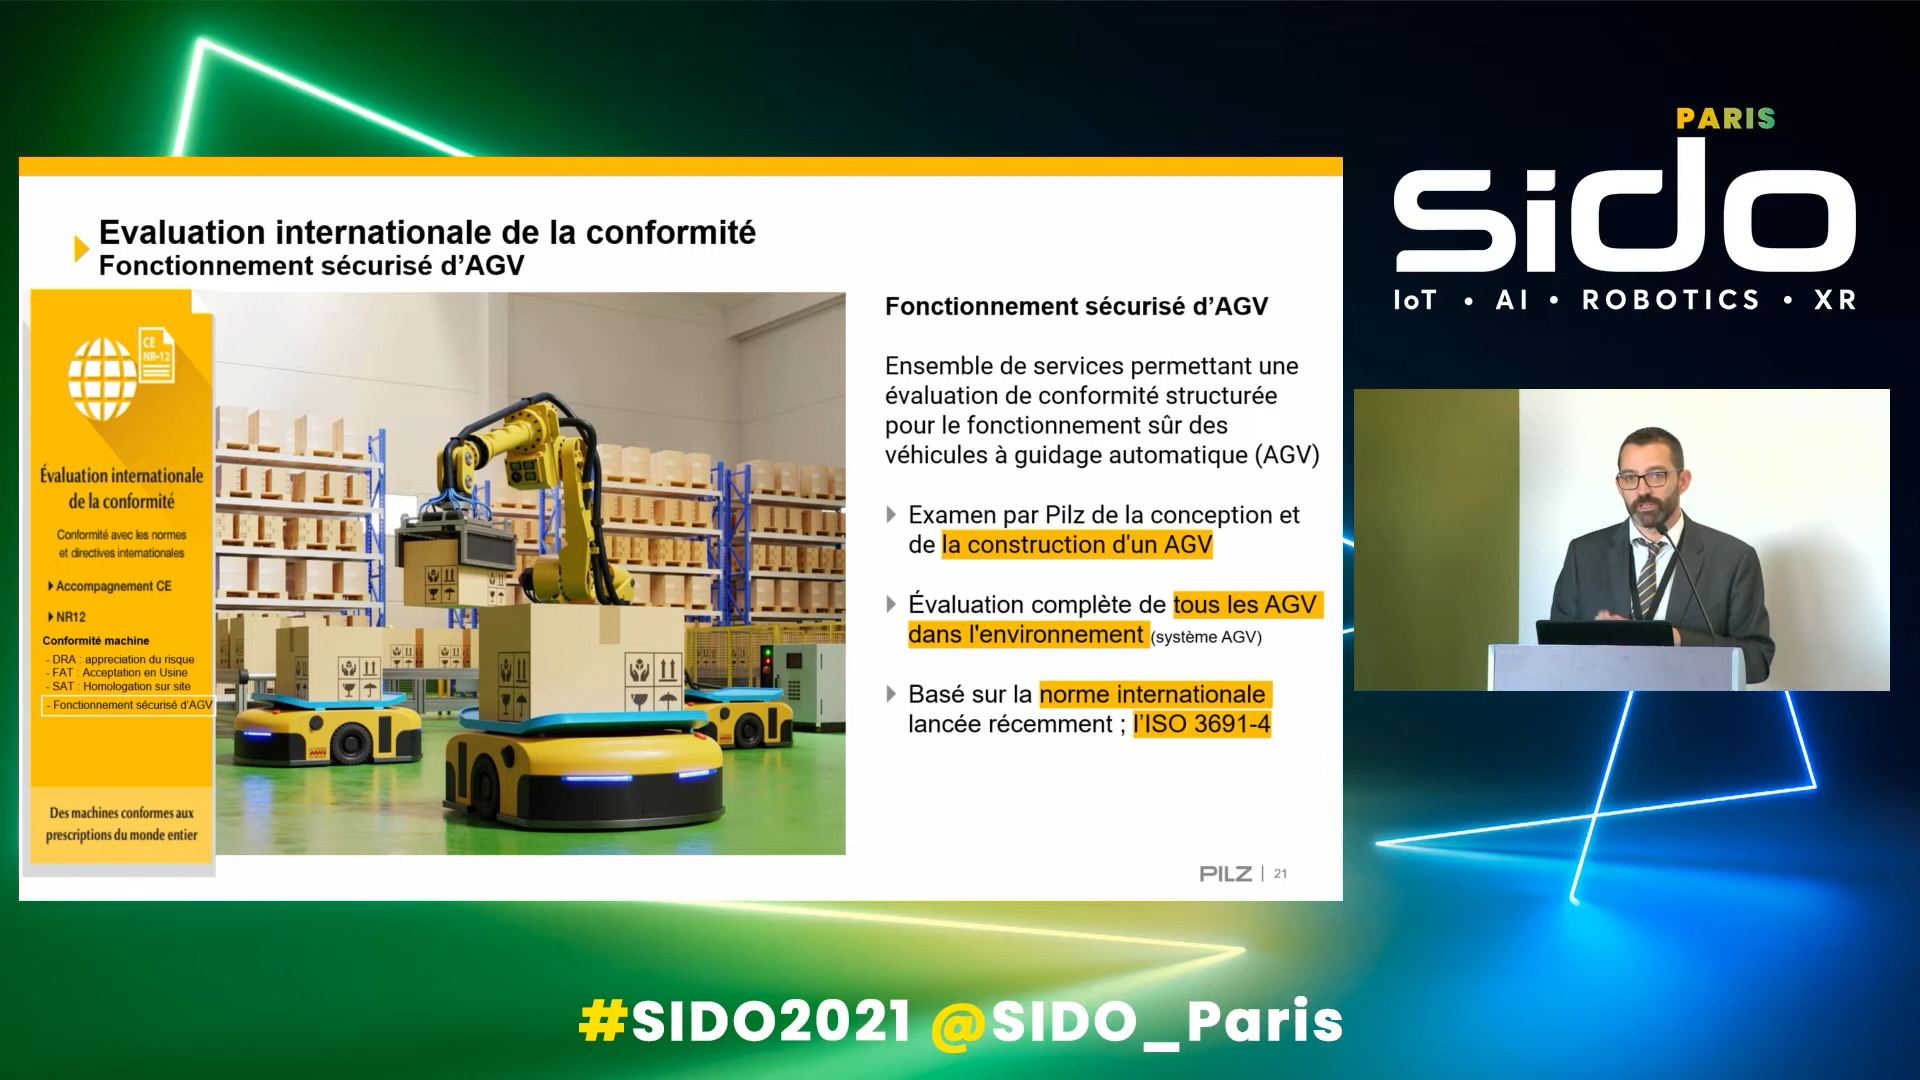 PARIS
sido
IoT • AI • ROBOTICS • XR
Evaluation internationale de la conformité
Fonctionnement sécurisé d’AGV
CE
NR-12
Évaluation internationale
de la conformité
Conformité avec les normes
et directives internationales
Accompagnement CE
NR12
Conformité machine
- DRA : appreciation du risque
- FAT : Acceptation en Usine
- SAT : Homologation sur site
- Fonctionnement sécurisé d’AGV
Des machines conformes aux
prescriptions du monde entier
Fonctionnement sécurisé d’AGV
Ensemble de services permettant une
évaluation de conformité structurée
pour le fonctionnement sûr des
véhicules à guidage automatique (AGV)
Examen par Pilz de la conception et
de la construction d'un AGV
Évaluation complète de tous les AGV
dans l'environnement (système AGV)
Basé sur la norme internationale
lancée récemment ; l’ISO 3691-4
PILZ | 21
#SIDO2021 @SIDO_Paris